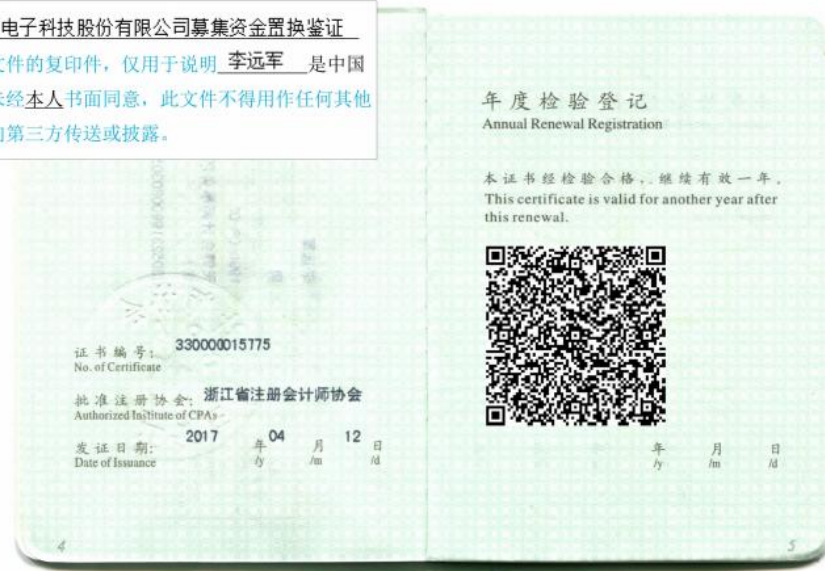 电子科技股份有限公司募集资金置换鉴证
文件的复印件，仅用于说明 李远军 是中国
未经本人书面同意，此文件不得用作任何其他
向第三方传送或披露。
证书编号： 330000015775
No. of Certificate
批准注册协会： 浙江省注册会计师协会
Authorized Institute of CPAs
发证日期： 2017 年 04 月 12 日
Date of Issuance /y /m /d
4
年度检验登记
Annual Renewal Registration
本证书经检验合格，继续有效一年。
This certificate is valid for another year after
this renewal.
年 月 日
/y /m /d
5